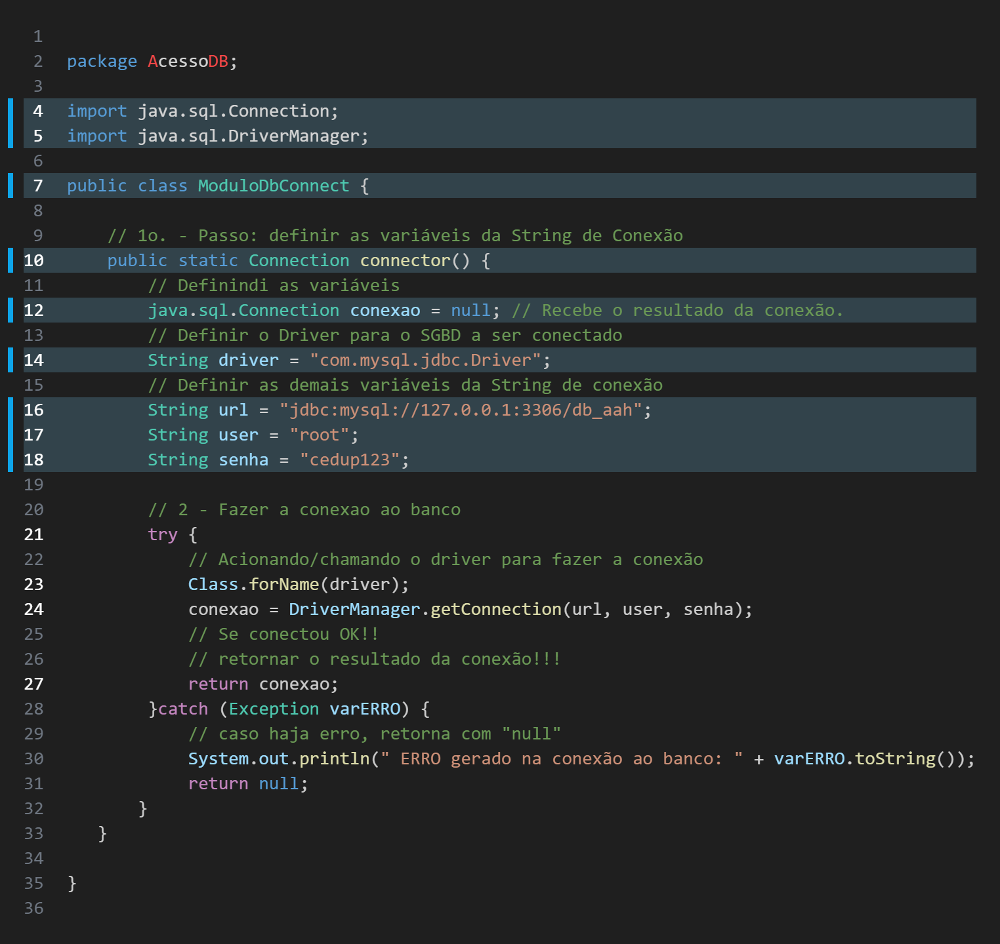 1
2 package AcessoDB;
3
4 import java.sql.Connection;
5 import java.sql.DriverManager;
6
7 public class ModuloDbConnect {
8
9     // 1o. - Passo: definir as variáveis da String de Conexão
10     public static Connection connector() {
11         // Definindi as variáveis
12         java.sql.Connection conexao = null; // Recebe o resultado da conexão.
13         // Definir o Driver para o SGBD a ser conectado
14         String driver = "com.mysql.jdbc.Driver";
15         // Definir as demais variáveis da String de conexão
16         String url = "jdbc:mysql://127.0.0.1:3306/db_aah";
17         String user = "root";
18         String senha = "cedup123";
19
20         // 2 - Fazer a conexao ao banco
21         try {
22             // Acionando/chamando o driver para fazer a conexão
23             Class.forName(driver);
24             conexao = DriverManager.getConnection(url, user, senha);
25             // Se conectou OK!!
26             // retornar o resultado da conexão!!!
27             return conexao;
28         }catch (Exception varERRO) {
29             // caso haja erro, retorna com "null"
30             System.out.println(" ERRO gerado na conexão ao banco: " + varERRO.toString());
31             return null;
32        }
33    }
34
35 }
36